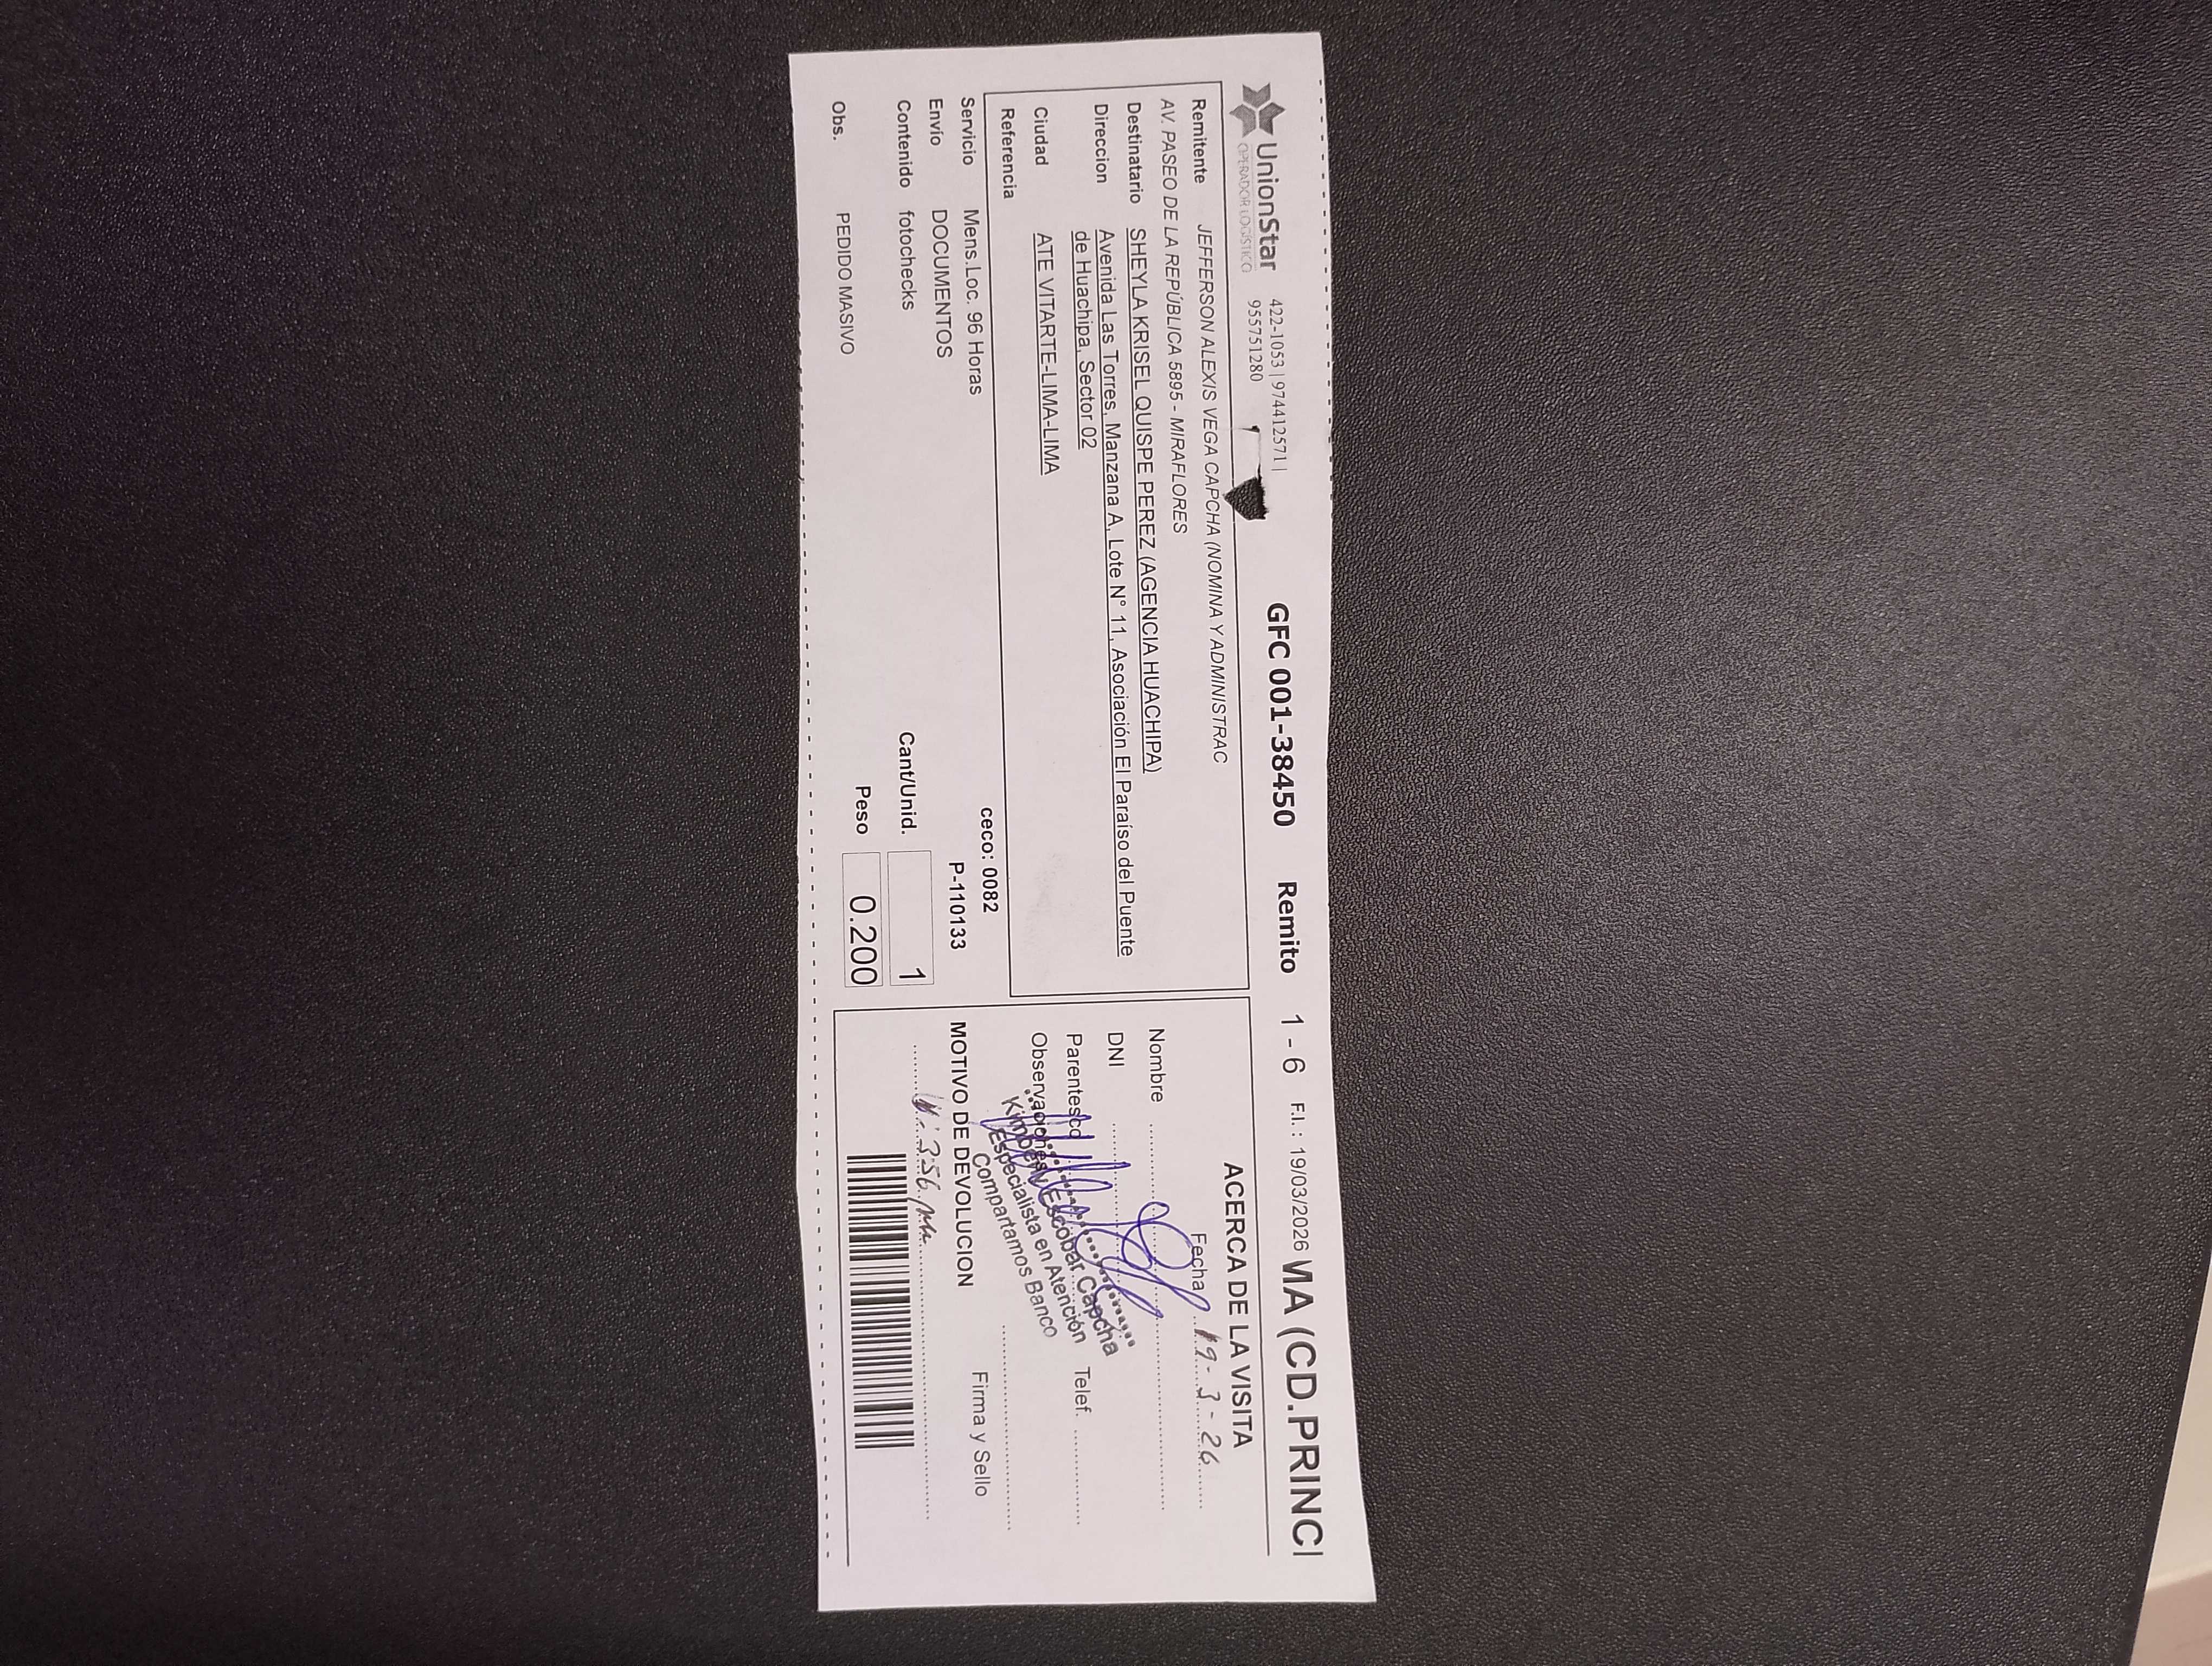 UnionStar
OPERADOR LOGÍSTICO
422-1053 | 974412571 |
955751280
GFC 001-38450 Remito 1 - 6 F.I. : 19/03/2026 MA (CD.PRINCI
Remitente JEFFERSON ALEXIS VEGA CAPCHA (NOMINA Y ADMINISTRAC
AV. PASEO DE LA REPÚBLICA 5895 - MIRAFLORES
Destinatario SHEYLA KRISEL QUISPE PEREZ (AGENCIA HUACHIPA)
Direccion Avenida Las Torres, Manzana A, Lote N° 11, Asociación El Paraíso del Puente
de Huachipa, Sector 02
Ciudad ATE VITARTE-LIMA-LIMA
Referencia
Servicio Mens.Loc. 96 Horas
ceco: 0082
Envío DOCUMENTOS
P-110133
Contenido fotochecks
Cant/Unid. 1
Obs. PEDIDO MASIVO
Peso 0.200
ACERCA DE LA VISITA
Fecha 19-3-26
Nombre
DNI
Parentesco
Telef.
Observaciones
Escobar Capcha
Especialista en Atención
Compartamos Banco
Firma y Sello
MOTIVO DE DEVOLUCION